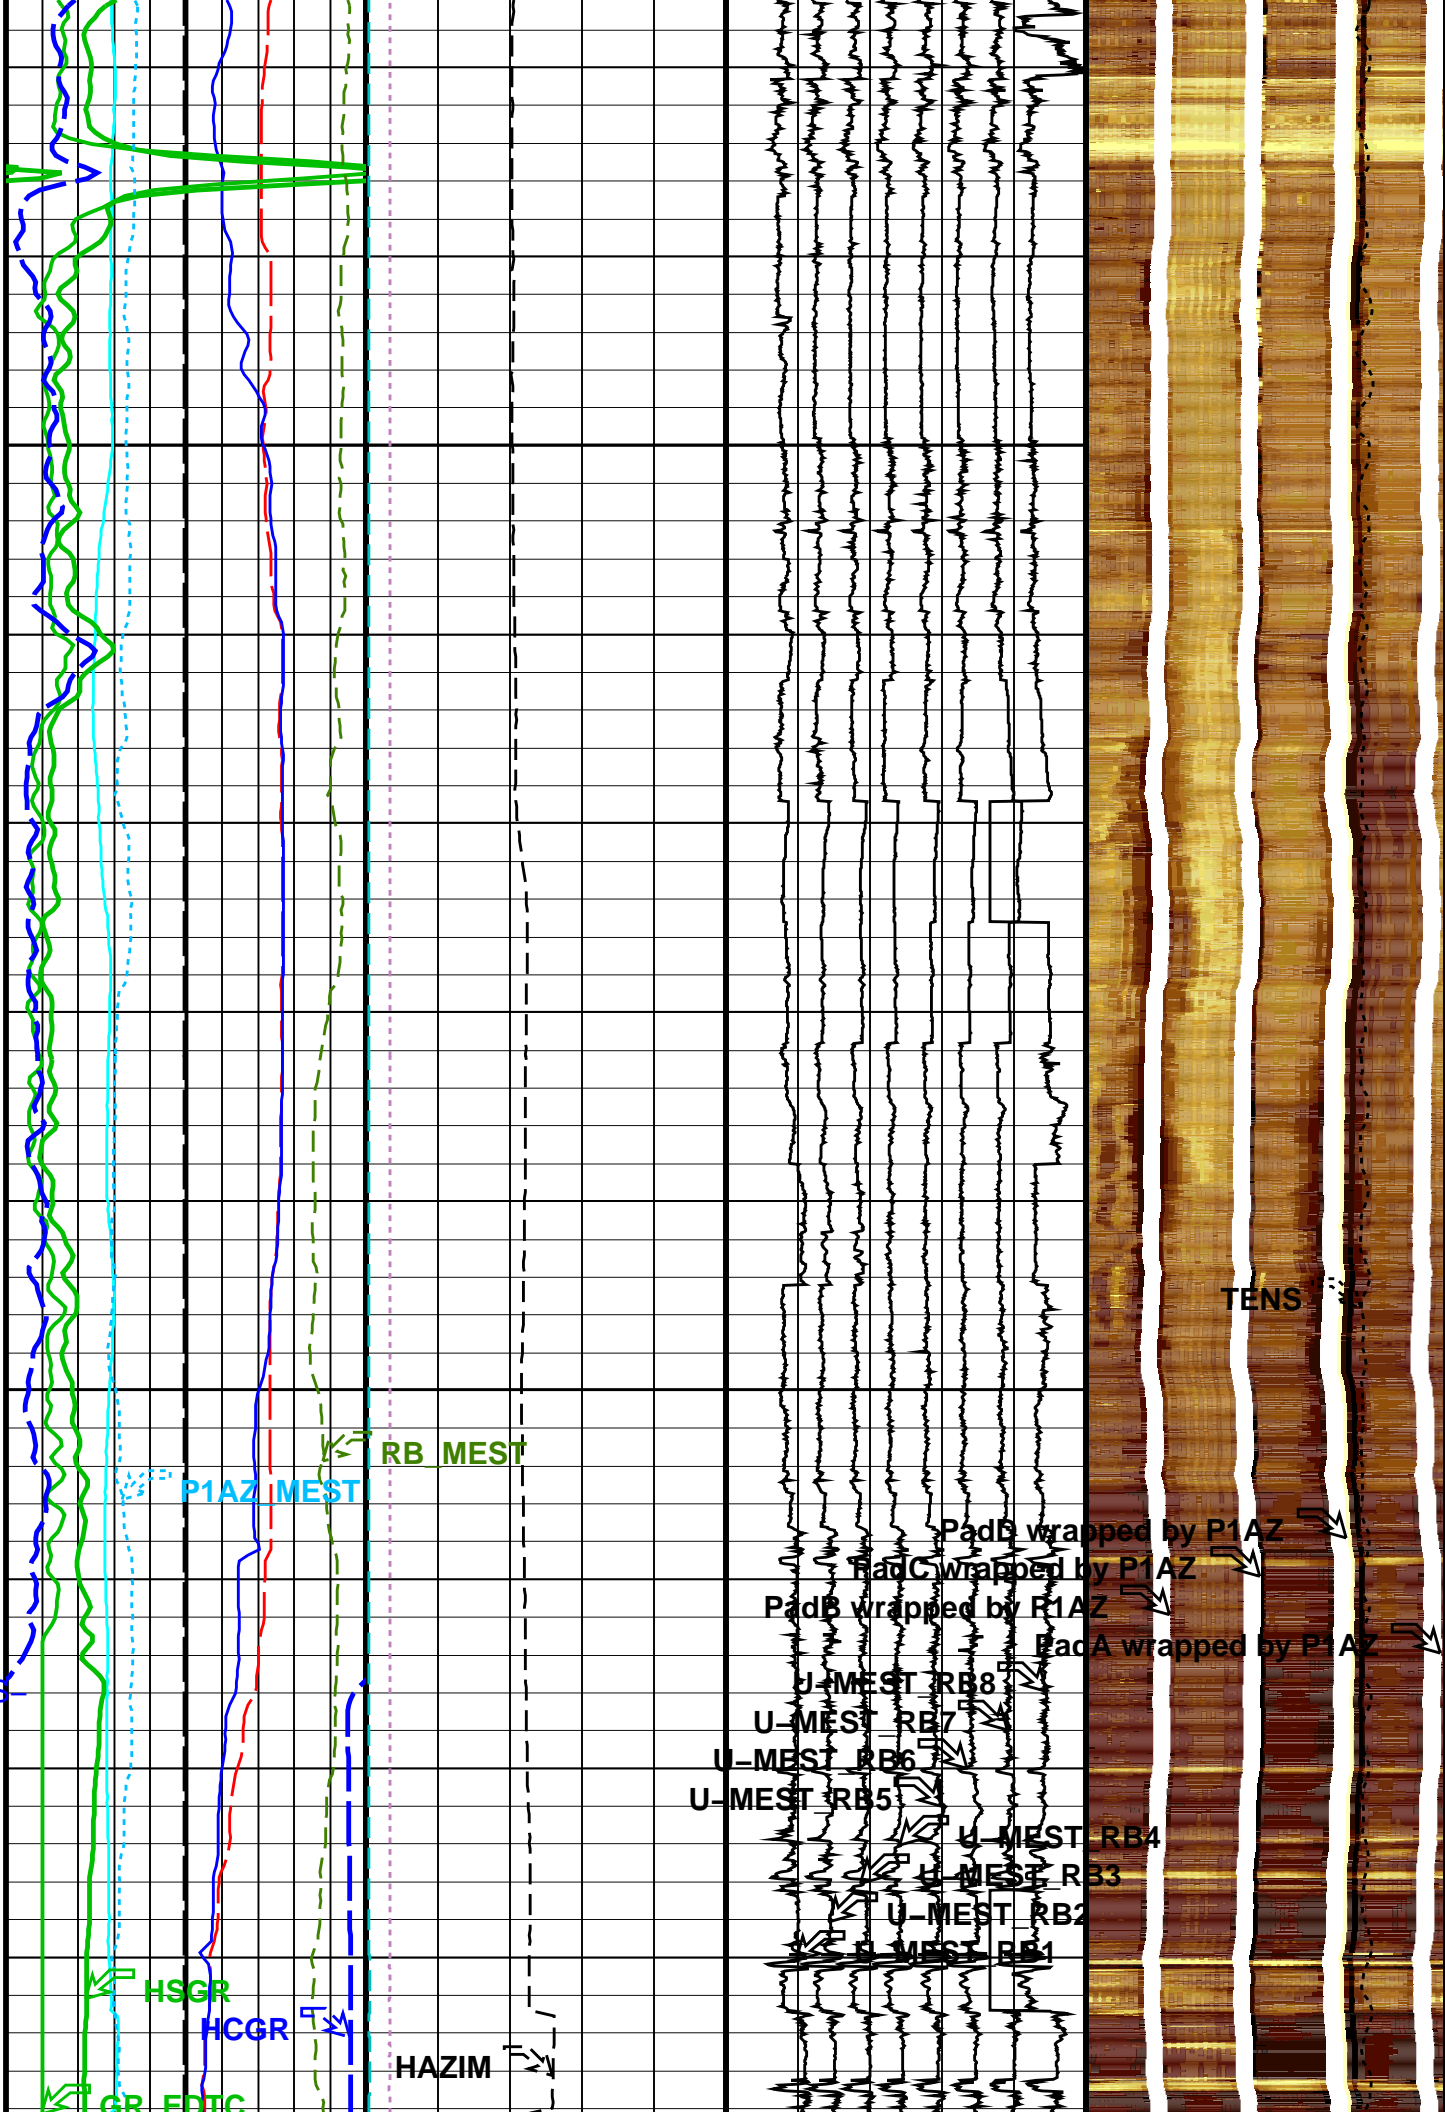 TENS
RB_MEST
P1AZ_MEST
PadD wrapped by P1AZ
PadC wrapped by P1AZ
PadB wrapped by P1AZ
PadA wrapped by P1AZ
U–MEST_RB8
U–MEST_RB7
U–MEST_RB6
U–MEST_RB5
U–MEST_RB4
U–MEST_RB3
U–MEST_RB2
U–MEST_RB1
HSGR
HCGR
HAZIM
GR_EDTC